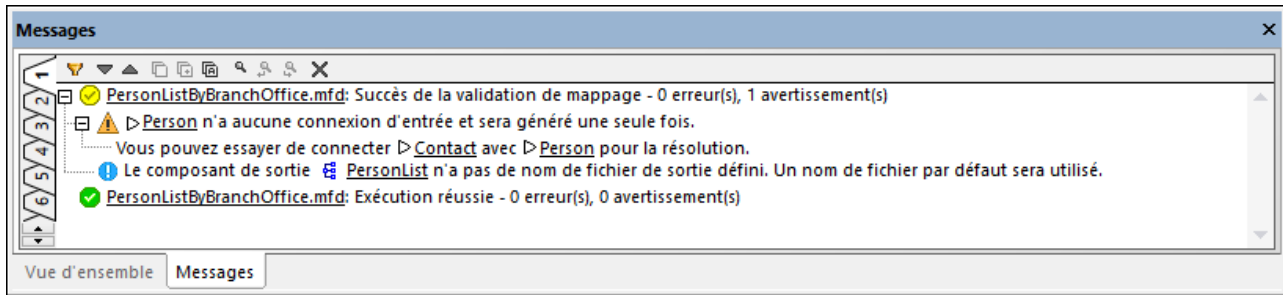 Messages
PersonListByBranchOffice.mfd: Succès de la validation de mappage - 0 erreur(s), 1 avertissement(s)
Person n'a aucune connexion d'entrée et sera généré une seule fois.
Vous pouvez essayer de connecter Contact avec Person pour la résolution.
Le composant de sortie PersonList n'a pas de nom de fichier de sortie défini. Un nom de fichier par défaut sera utilisé.
PersonListByBranchOffice.mfd: Exécution réussie - 0 erreur(s), 0 avertissement(s)
1
2
3
4
5
6
Vue d'ensemble Messages